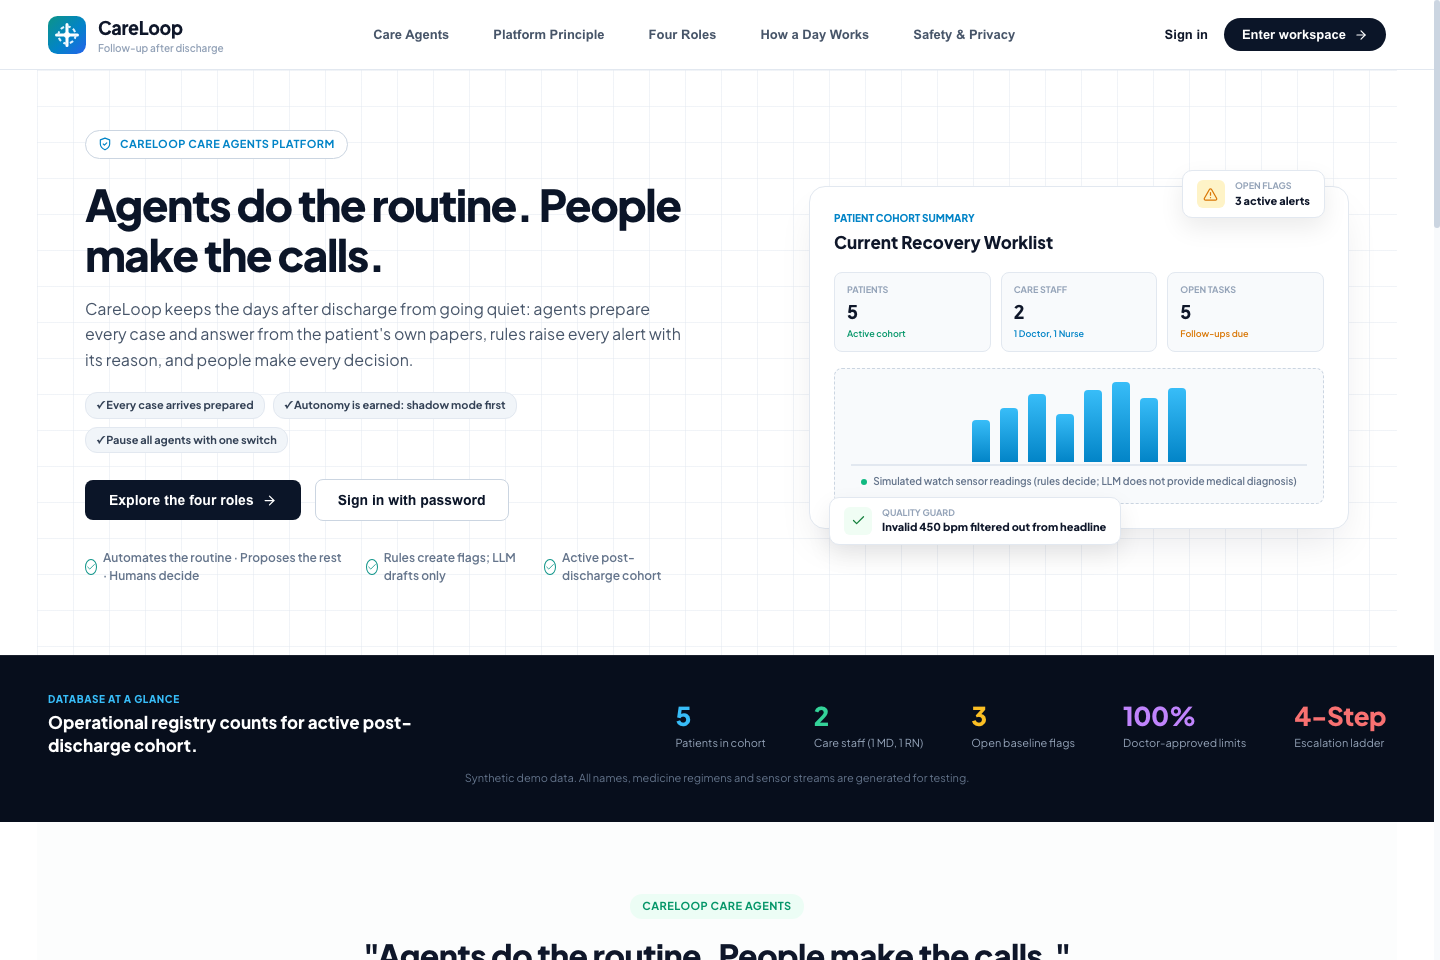 CareLoop
Follow-up after discharge
Care Agents
Platform Principle
Four Roles
How a Day Works
Safety & Privacy
Sign in
Enter workspace →
CARELOOP CARE AGENTS PLATFORM
Agents do the routine. People
make the calls.
CareLoop keeps the days after discharge from going quiet: agents prepare
every case and answer from the patient's own papers, rules raise every alert with
its reason, and people make every decision.
✓Every case arrives prepared
✓Autonomy is earned: shadow mode first
✓Pause all agents with one switch
Explore the four roles →
Sign in with password
Automates the routine · Proposes the rest
· Humans decide
Rules create flags; LLM
drafts only
Active post-
discharge cohort
OPEN FLAGS
3 active alerts
PATIENT COHORT SUMMARY
Current Recovery Worklist
PATIENTS
5
Active cohort
CARE STAFF
2
1 Doctor, 1 Nurse
OPEN TASKS
5
Follow-ups due
Simulated watch sensor readings (rules decide; LLM does not provide medical diagnosis)
QUALITY GUARD
Invalid 450 bpm filtered out from headline
DATABASE AT A GLANCE
Operational registry counts for active post-
discharge cohort.
5
Patients in cohort
2
Care staff (1 MD, 1 RN)
3
Open baseline flags
100%
Doctor-approved limits
4-Step
Escalation ladder
Synthetic demo data. All names, medicine regimens and sensor streams are generated for testing.
CARELOOP CARE AGENTS
"Agents do the routine. People make the calls."